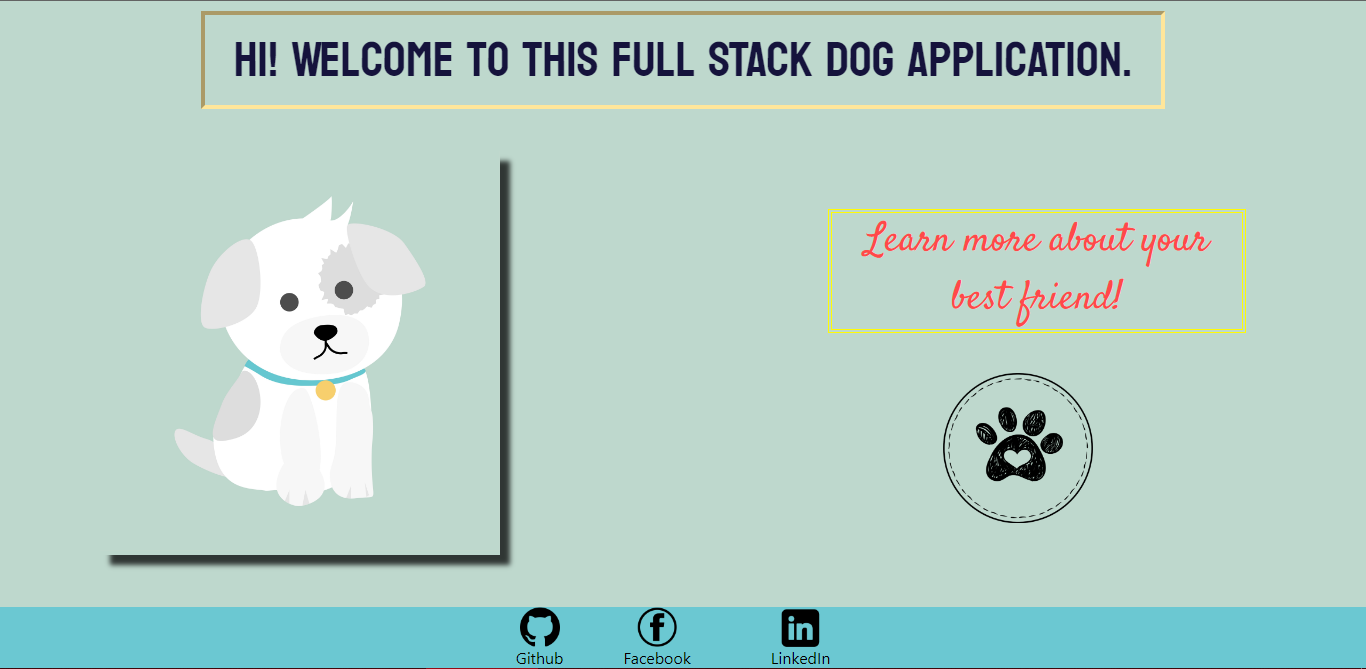 HI! WELCOME TO THIS FULL STACK DOG APPLICATION.
Learn more about your
best friend!
Github Facebook LinkedIn